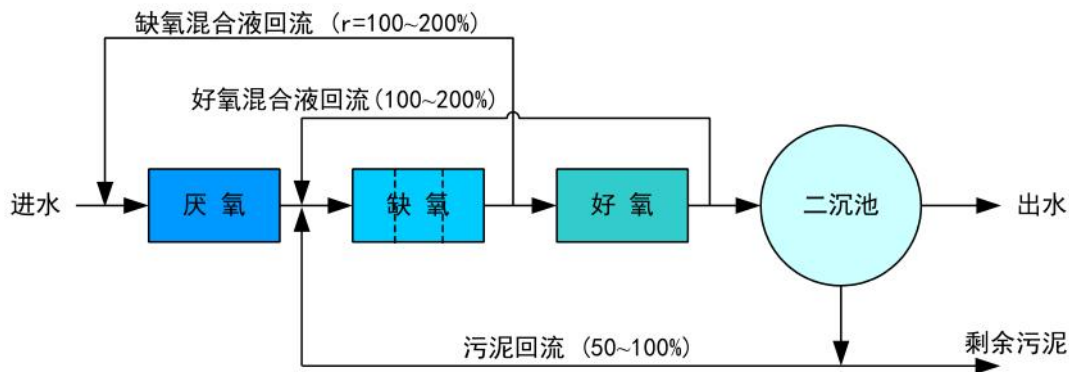 缺氧混合液回流 (r=100~200%)
好氧混合液回流(100~200%)
进水
厌 氧
缺 氧
好 氧
二沉池
出水
污泥回流 (50~100%)
剩余污泥